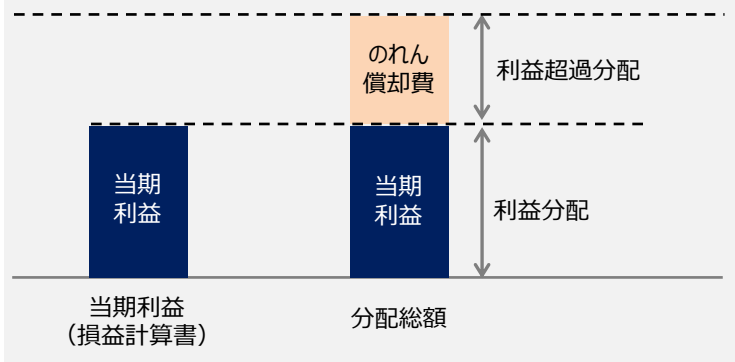 のれん
償却費
利益超過分配
当期
利益
当期
利益
利益分配
当期利益
（損益計算書）
分配総額